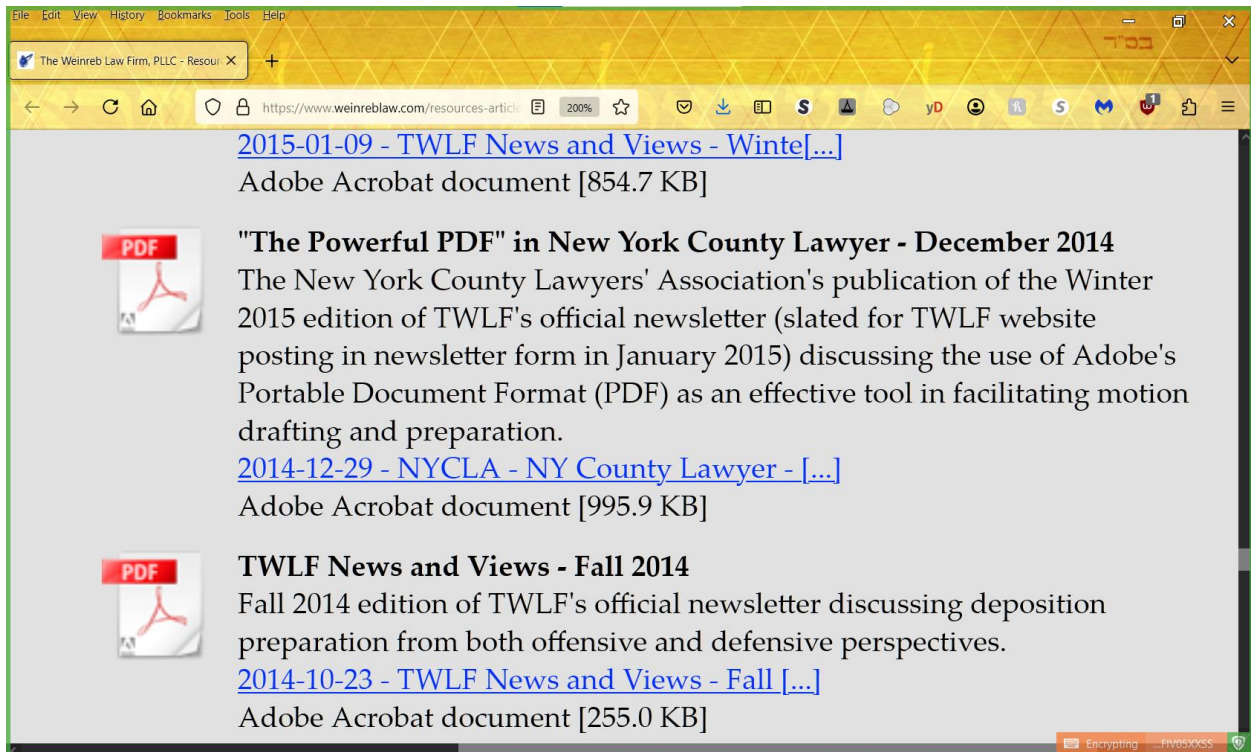 File Edit View History Bookmarks Tools Help
בס"ד
The Weinreb Law Firm, PLLC - Resour
https://www.weinreblaw.com/resources-article 200%
2015-01-09 - TWLF News and Views - Winte[...]
Adobe Acrobat document [854.7 KB]
PDF
"The Powerful PDF" in New York County Lawyer - December 2014
The New York County Lawyers' Association's publication of the Winter
2015 edition of TWLF's official newsletter (slated for TWLF website
posting in newsletter form in January 2015) discussing the use of Adobe's
Portable Document Format (PDF) as an effective tool in facilitating motion
drafting and preparation.
2014-12-29 - NYCLA - NY County Lawyer - [...]
Adobe Acrobat document [995.9 KB]
PDF
TWLF News and Views - Fall 2014
Fall 2014 edition of TWLF's official newsletter discussing deposition
preparation from both offensive and defensive perspectives.
2014-10-23 - TWLF News and Views - Fall [...]
Adobe Acrobat document [255.0 KB]
Encrypting ...FIV05XXSS